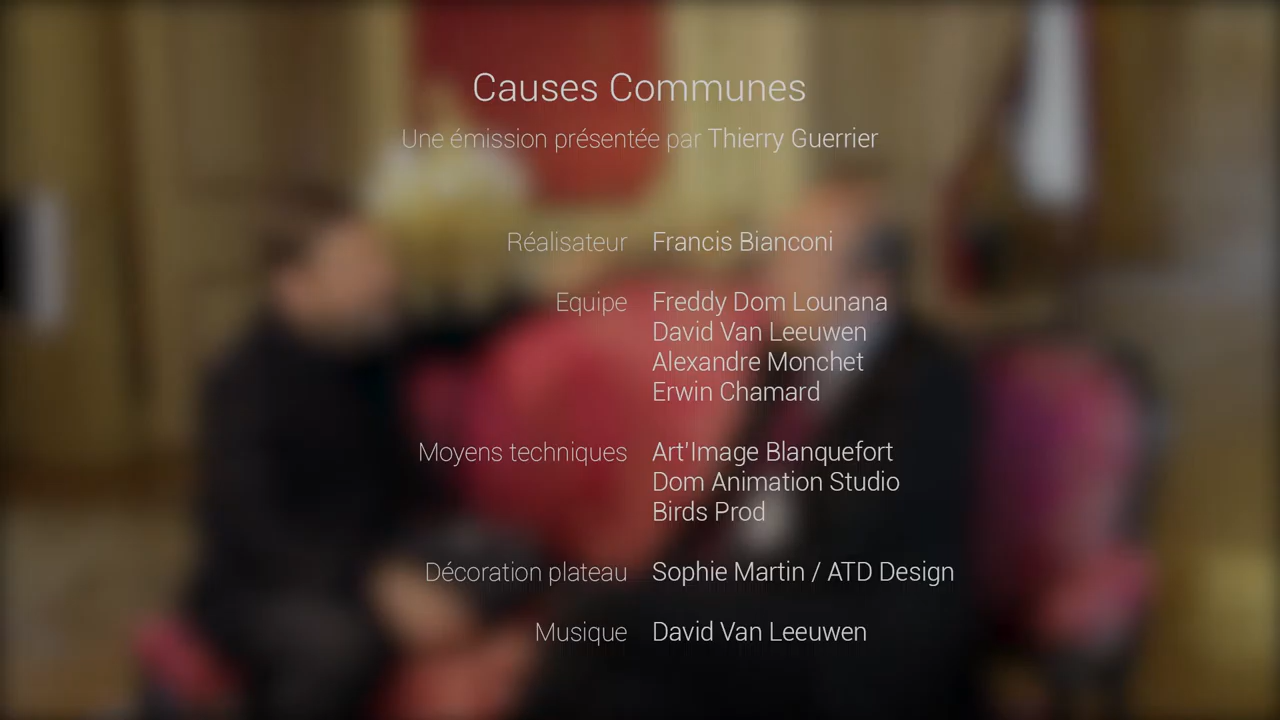 Causes Communes
Une émission présentée par Thierry Guerrier
Réalisateur Francis Bianconi
Equipe Freddy Dom Lounana
David Van Leeuwen
Alexandre Monchet
Erwin Chamard
Moyens techniques Art'Image Blanquefort
Dom Animation Studio
Birds Prod
Décoration plateau Sophie Martin / ATD Design
Musique David Van Leeuwen